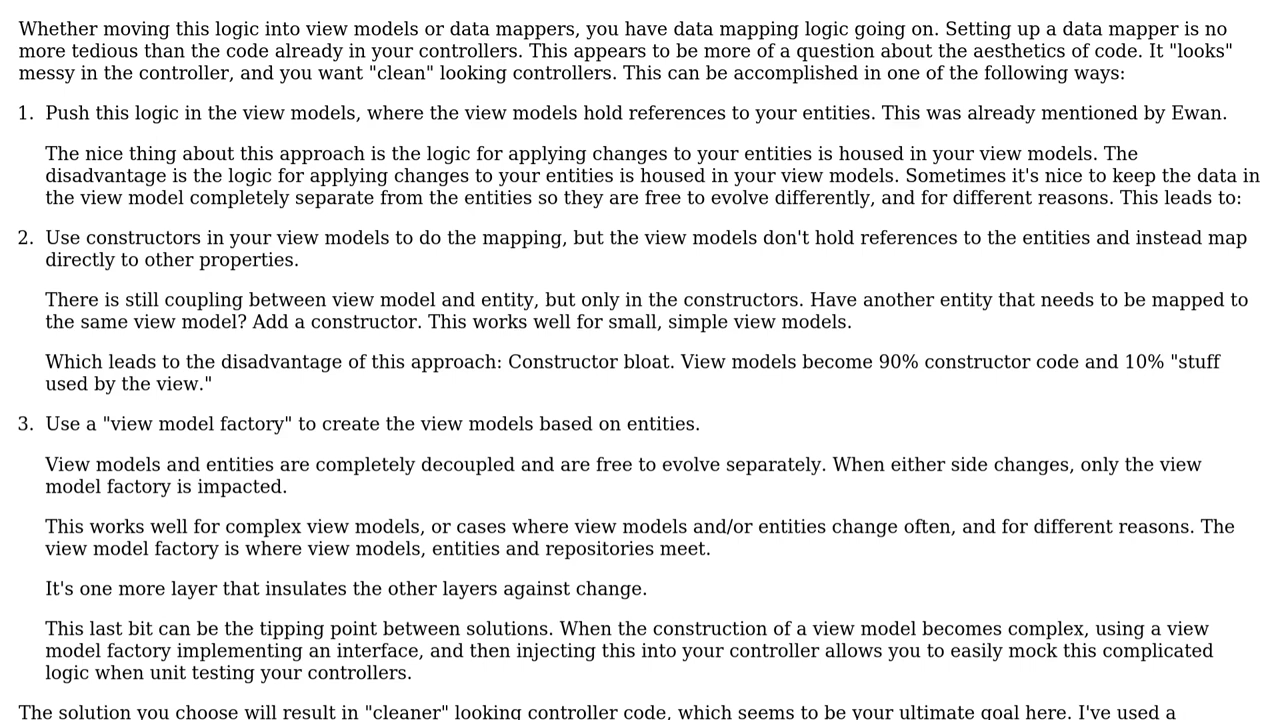 Whether moving this logic into view models or data mappers, you have data mapping logic going on. Setting up a data mapper is no
more tedious than the code already in your controllers. This appears to be more of a question about the aesthetics of code. It "looks"
messy in the controller, and you want "clean" looking controllers. This can be accomplished in one of the following ways:
1. Push this logic in the view models, where the view models hold references to your entities. This was already mentioned by Ewan.
The nice thing about this approach is the logic for applying changes to your entities is housed in your view models. The
disadvantage is the logic for applying changes to your entities is housed in your view models. Sometimes it's nice to keep the data in
the view model completely separate from the entities so they are free to evolve differently, and for different reasons. This leads to:
2. Use constructors in your view models to do the mapping, but the view models don't hold references to the entities and instead map
directly to other properties.
There is still coupling between view model and entity, but only in the constructors. Have another entity that needs to be mapped to
the same view model? Add a constructor. This works well for small, simple view models.
Which leads to the disadvantage of this approach: Constructor bloat. View models become 90% constructor code and 10% "stuff
used by the view."
3. Use a "view model factory" to create the view models based on entities.
View models and entities are completely decoupled and are free to evolve separately. When either side changes, only the view
model factory is impacted.
This works well for complex view models, or cases where view models and/or entities change often, and for different reasons. The
view model factory is where view models, entities and repositories meet.
It's one more layer that insulates the other layers against change.
This last bit can be the tipping point between solutions. When the construction of a view model becomes complex, using a view
model factory implementing an interface, and then injecting this into your controller allows you to easily mock this complicated
logic when unit testing your controllers.
The solution you choose will result in "cleaner" looking controller code, which seems to be your ultimate goal here. I've used a